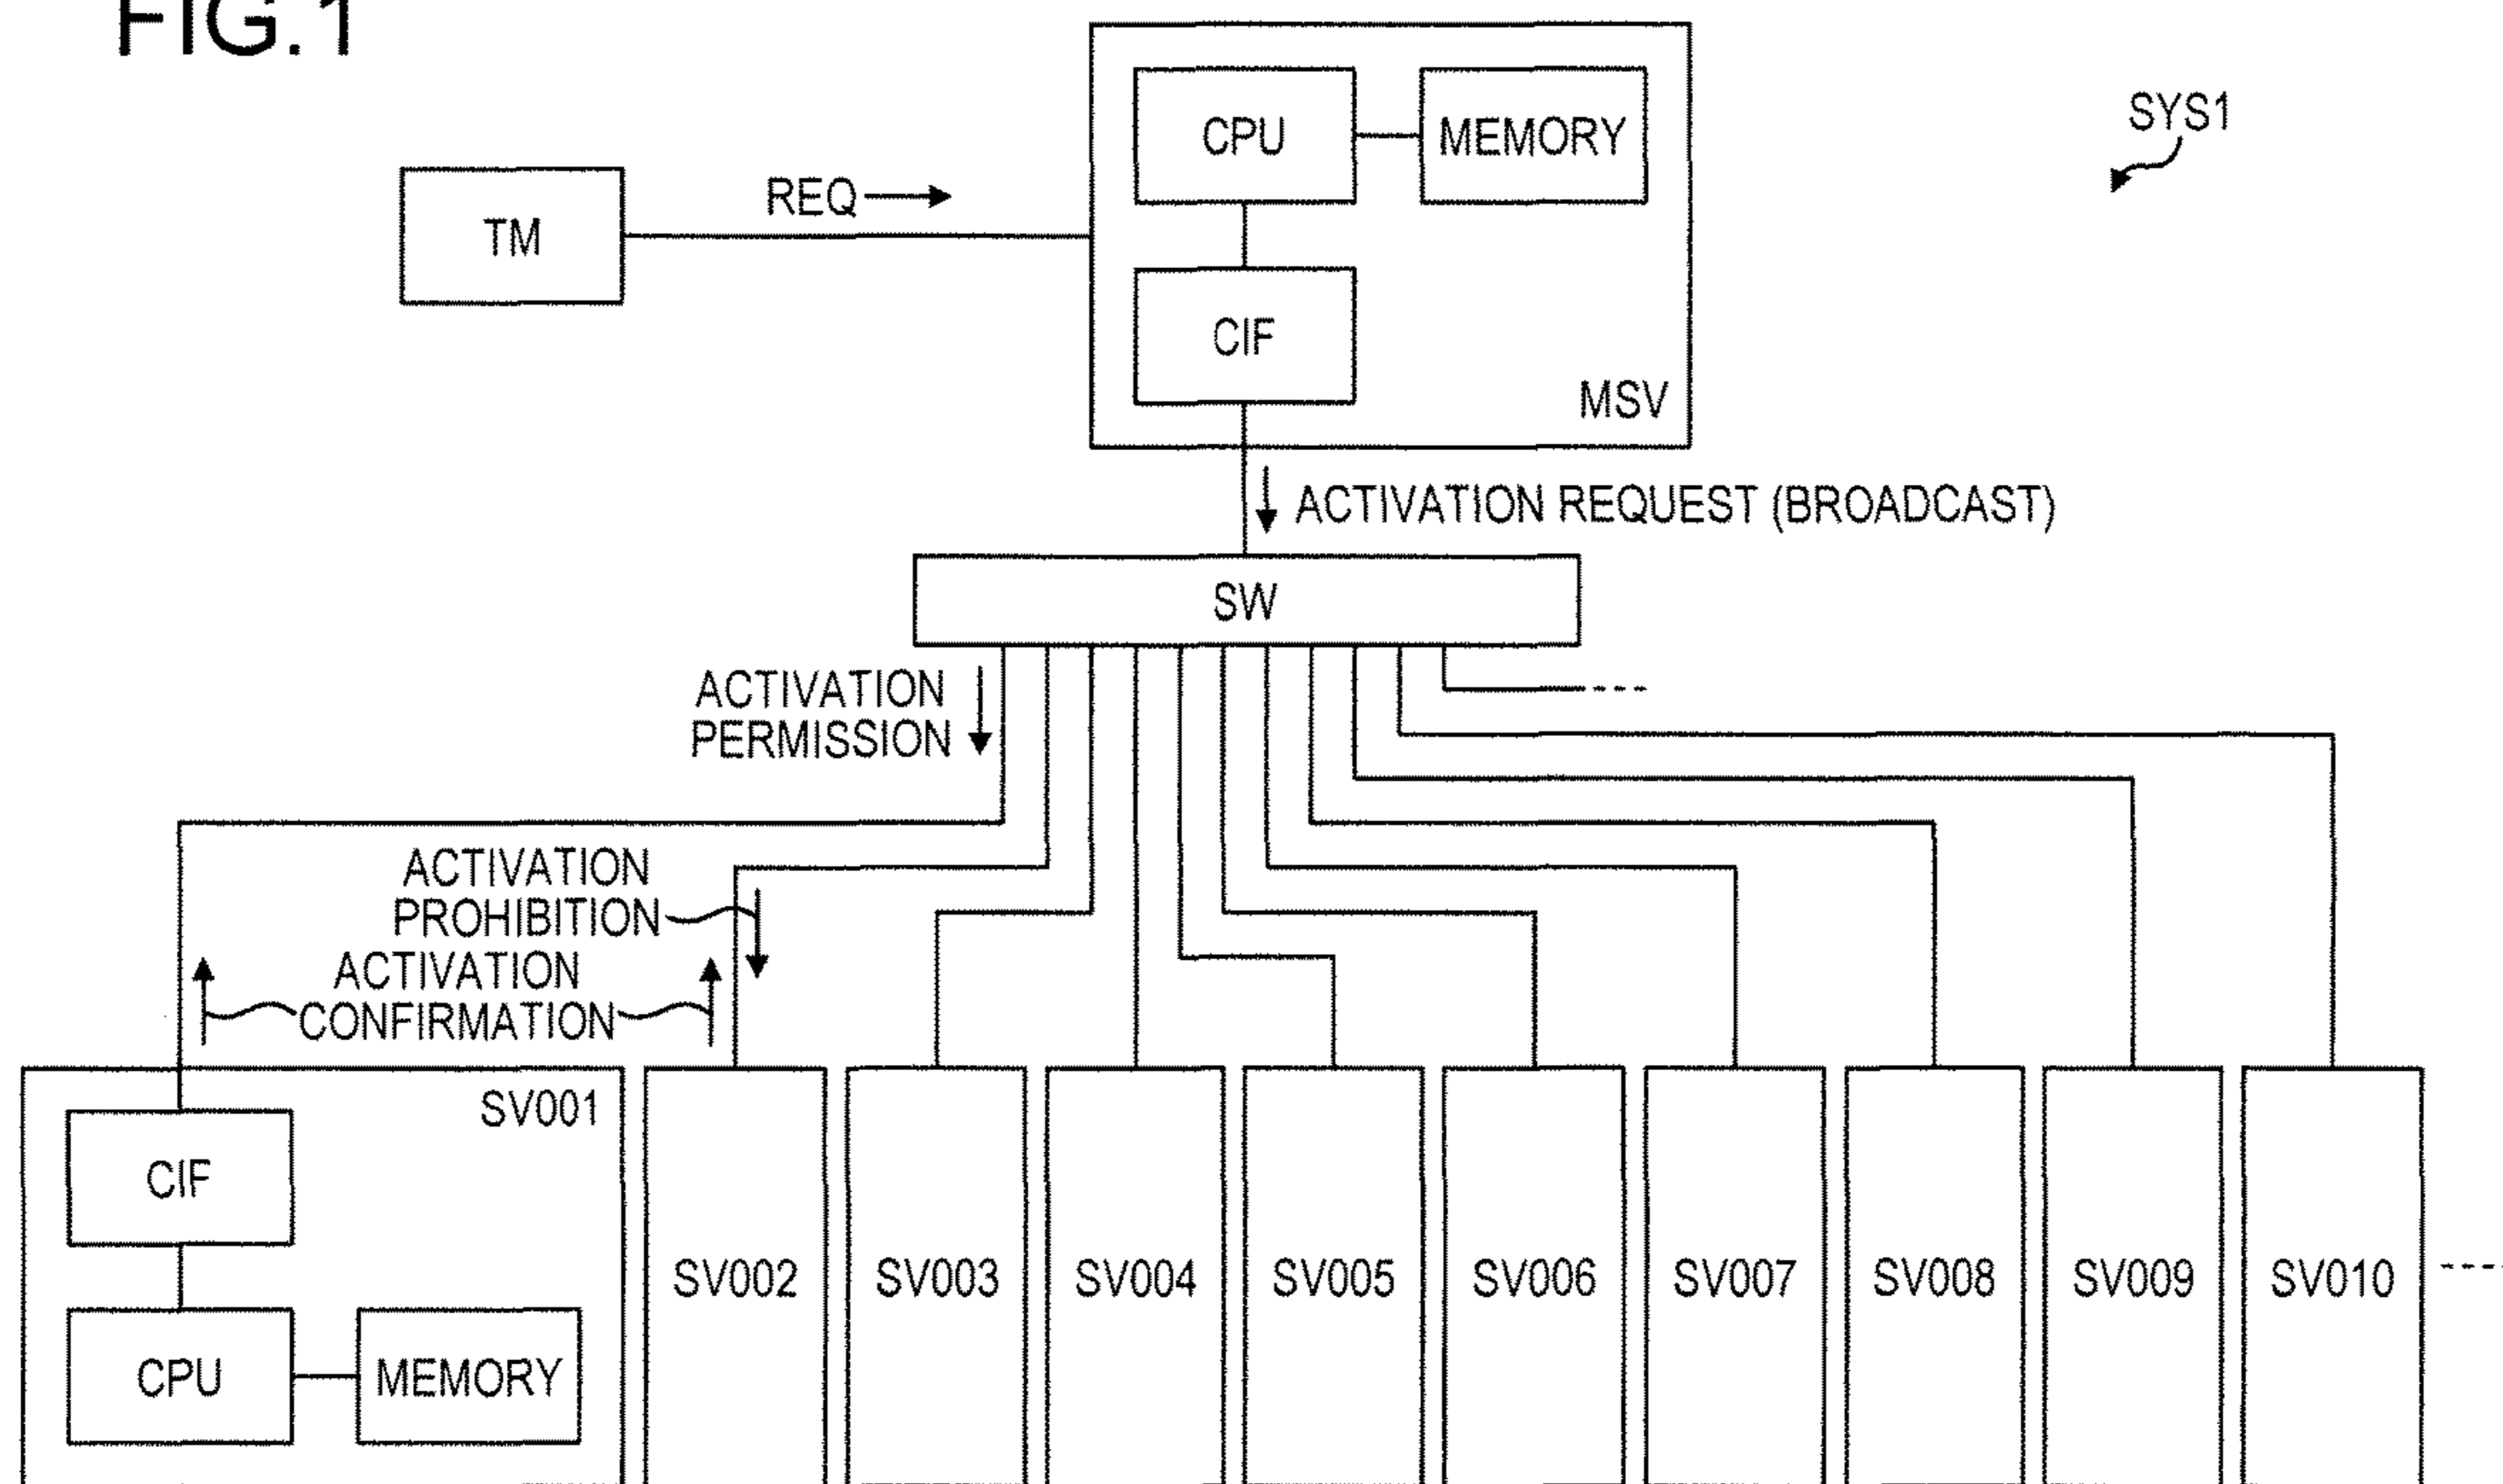 FIG.1
SYS1
CPU
MEMORY
TM
REQ
CIF
MSV
ACTIVATION REQUEST (BROADCAST)
SW
ACTIVATION
PERMISSION
ACTIVATION
PROHIBITION
ACTIVATION
CONFIRMATION
SV001
CIF
CPU
MEMORY
SV002
SV003
SV004
SV005
SV006
SV007
SV008
SV009
SV010